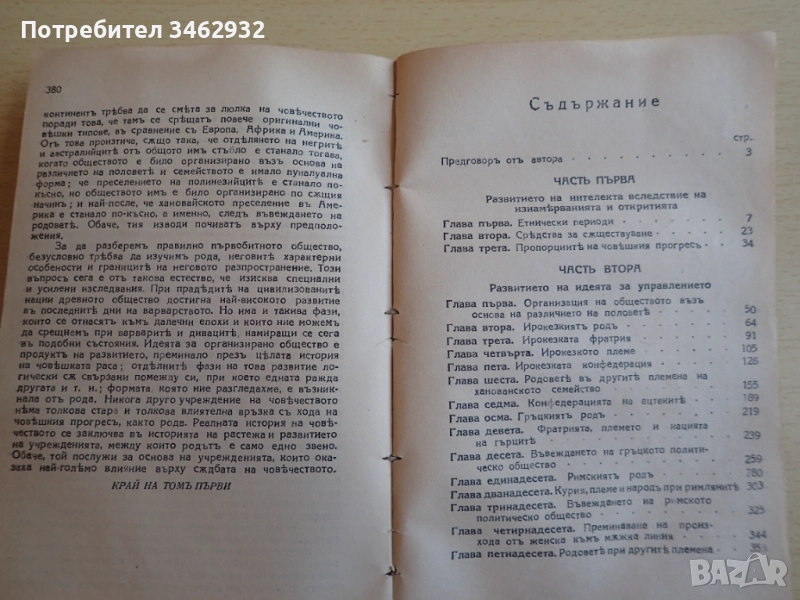 Потребител 3462932
380
континентъ трѣбва да се смѣта за люлка на човѣчеството
поради това, че тамъ се срѣщатъ повече оригинални чо-
вѣшки типове, въ сравнение съ Европа, Африка и Америка.
Отъ това произтича, сѫщо така, че отдѣлянето на негритѣ
и австралийцитѣ отъ общото имъ стъбло е станало тогава,
когато обществото е било организирано възъ основа на
различието на половетѣ и семейството е имало пуналуална
форма; че преселението на полинезийцитѣ е станало по-
късно, но обществото имъ е било организирано по сѫщия
начинъ; и най-после, че хановайското преселение въ Аме-
рика е станало по-късно, а именно, следъ въвеждането на
родоветѣ. Обаче, тия изводи почиватъ върху предполо-
жения.
За да разберемъ правилно първобитното общество,
безусловно трѣбва да изучимъ рода, неговитѣ характерни
особености и границитѣ на неговото разпространение. Този
въпросъ сега е отъ такова естество, че изисква специални
и усилени изследвания. При прадѣдитѣ на цивилизованитѣ
нации древното общество достигна най-високото развитие
въ последнитѣ дни на варварството. Но има и такива фази,
които се отнасятъ къмъ далечни епохи и които ние можемъ
да срещнемъ при варваритѣ и дивацитѣ, намиращи се сега
въ подобни състояния. Идеята за организирано общество е
продуктъ на развитието, преминало презъ цѣлата история
на човѣшката раса; отдѣлнитѣ фази на това развитие ло-
гически сѫ свързани помежду си, при което едната ражда
другата и т. н.; формата която ние разгледахме, е възник-
нала отъ рода. Никога друго учреждение на човѣчеството
нѣма толкова стара и толкова влиятелна връзка съ хода на
човѣшкия прогресъ, както рода. Реалната история на човѣ-
чеството се заключва въ историята на растежа и развитието
на учрежденията, между които родътъ е само едно звено.
Обаче, той послужи за основа на учрежденията, които ока-
заха най-голѣмо влияние върху сѫдбата на човѣчеството.
КРАЙ НА ТОМЪ ПЪРВИ
Съдържание
стр.
Предговоръ отъ автора 3
ЧАСТЬ ПЪРВА
Развитието на интелекта вследствие на
изнамѣрванията и откритията
Глава първа. Етнически периоди 7
Глава втора. Срѣдства за сѫществуване 23
Глава трета. Пропорциитѣ на човѣшкия прогресъ 34
ЧАСТЬ ВТОРА
Развитието на идеята за управлението
Глава първа. Организация на обществото възъ
основа на различието на половетѣ 50
Глава втора. Ирокезкиятъ родъ 64
Глава трета. Ирокезката фратрия 91
Глава четвърта. Ирокезкото племе 105
Глава пета. Ирокезката конфедерация 126
Глава шеста. Родоветѣ въ другитѣ племена на
ханованското семейство 155
Глава седма. Конфедерацията на ацтекитѣ 189
Глава осма. Гръцкиятъ родъ 219
Глава девета. Фратрията, племето и нацията
на гърцитѣ 239
Глава десета. Въвеждането на гръцкото политиче-
ческо общество 259
Глава единадесета. Римскиятъ родъ 280
Глава дванадесета. Курия, племе и народъ при римлянитѣ 303
Глава тринадесета. Въвеждането на римското
политическо общество 325
Глава четиринадесета. Преминаване на произ-
хода отъ женска къмъ мѫжка линия 344
Глава петнадесета. Родоветѣ при другитѣ племена
BAZAR
bg